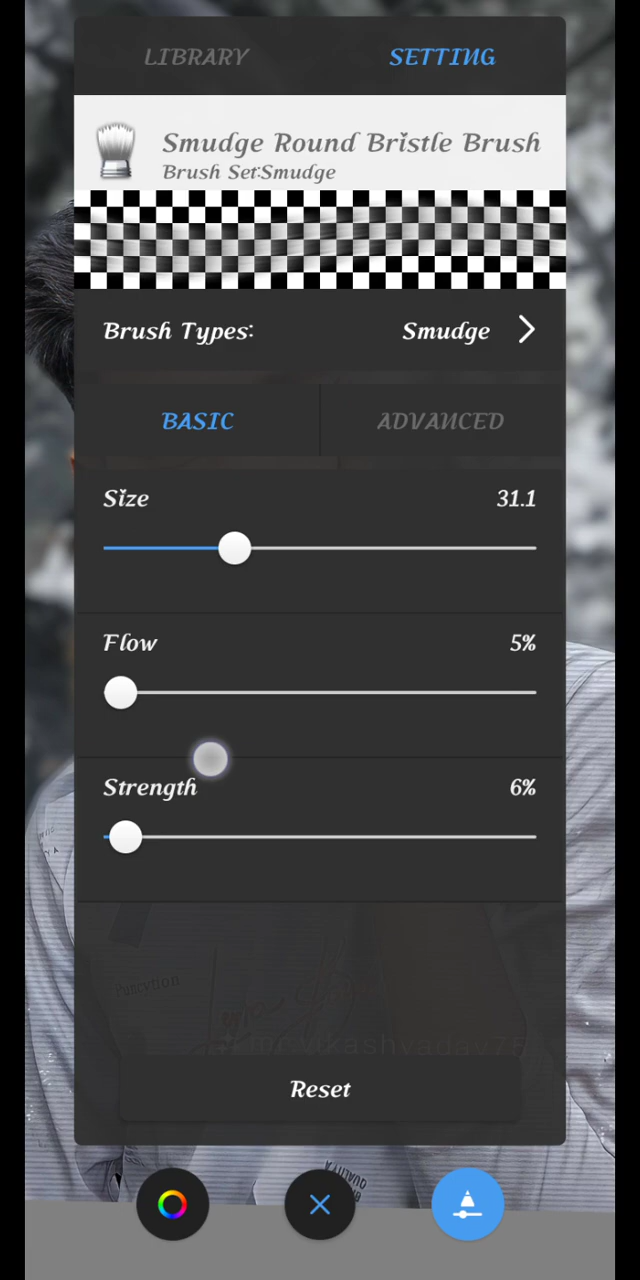 LIBRARY SETTING
Smudge Round Bristle Brush
Brush Set:Smudge
Brush Types: Smudge
BASIC ADVANCED
Size 31.1
Flow 5%
Strength 6%
Reset